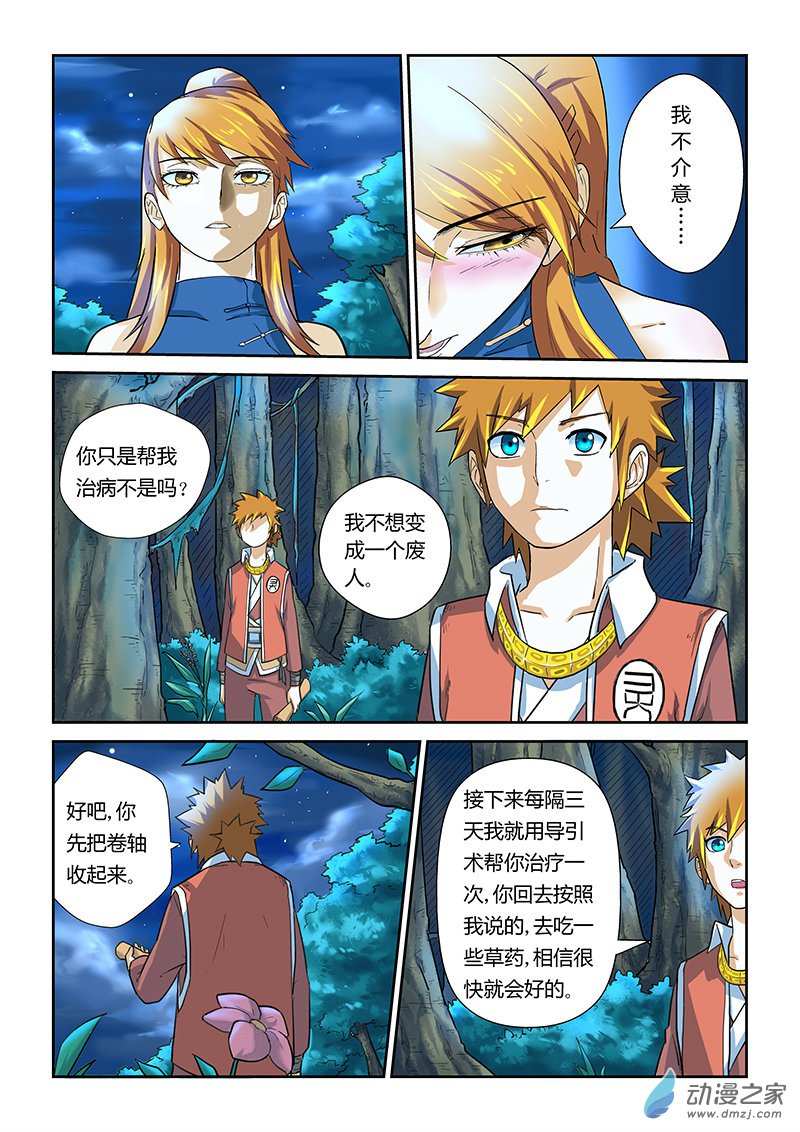 我
不
介
意
……
你只是帮我
治病不是吗?
我不想变
成一个废
人。
好吧,你
先把卷轴
收起来。
接下来每隔三
天我就用导引
术帮你治疗一
次,你回去按照
我说的,去吃一
些草药,相信很
快就会好的。
动漫之家
www.dmzj.com